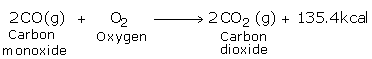 2CO(g) + O₂ ⟶ 2CO₂ (g) + 135.4kcal
Carbon Oxygen Carbon
monoxide dioxide